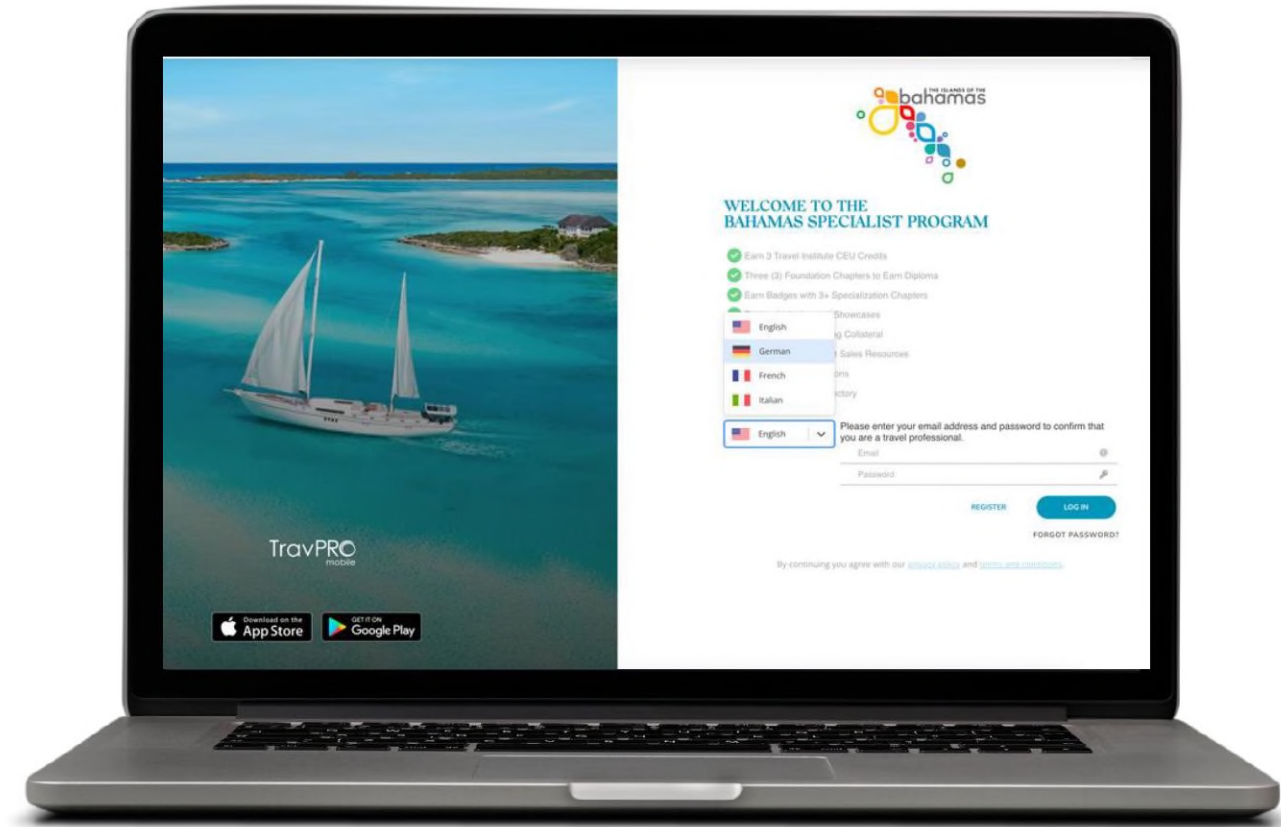 THE ISLANDS OF THE
bahamas
WELCOME TO THE
BAHAMAS SPECIALIST PROGRAM
Earn 3 Travel Institute CEU Credits
Three (3) Foundation Chapters to Earn Diploma
Earn Badges with 3+ Specialization Chapters
Showcases
English
Collateral
German
Sales Resources
French
Italian
English
Please enter your email address and password to confirm that
you are a travel professional.
Email
@
Password
REGISTER
LOG IN
FORGOT PASSWORD?
By continuing you agree with our privacy policy and terms and conditions.
TravPRO
mobile
Download on the
App Store
GET IT ON
Google Play